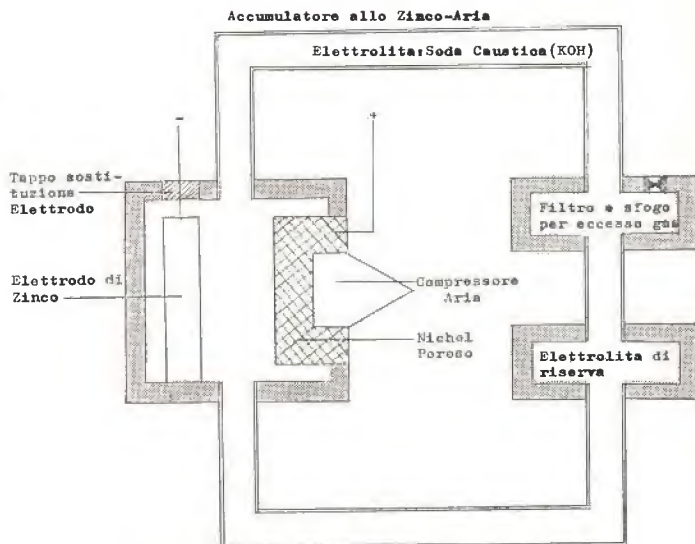 Accumulatore allo Zinco-Aria
Elettrolita:Soda Caustica(KOH)
-
+
Tappo sosti-
tuzione
Elettrodo
Filtro e sfogo
per eccesso gas
Elettrodo di
Zinco
Compressore
Aria
Nichel
Poroso
Elettrolita di
riserva